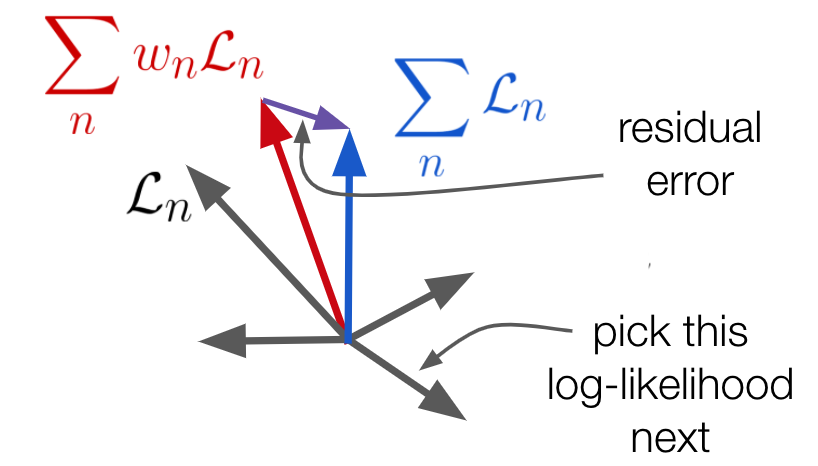 ∑ₙ wₙℒₙ
∑ₙ ℒₙ
residual
error
ℒₙ
pick this
log-likelihood
next